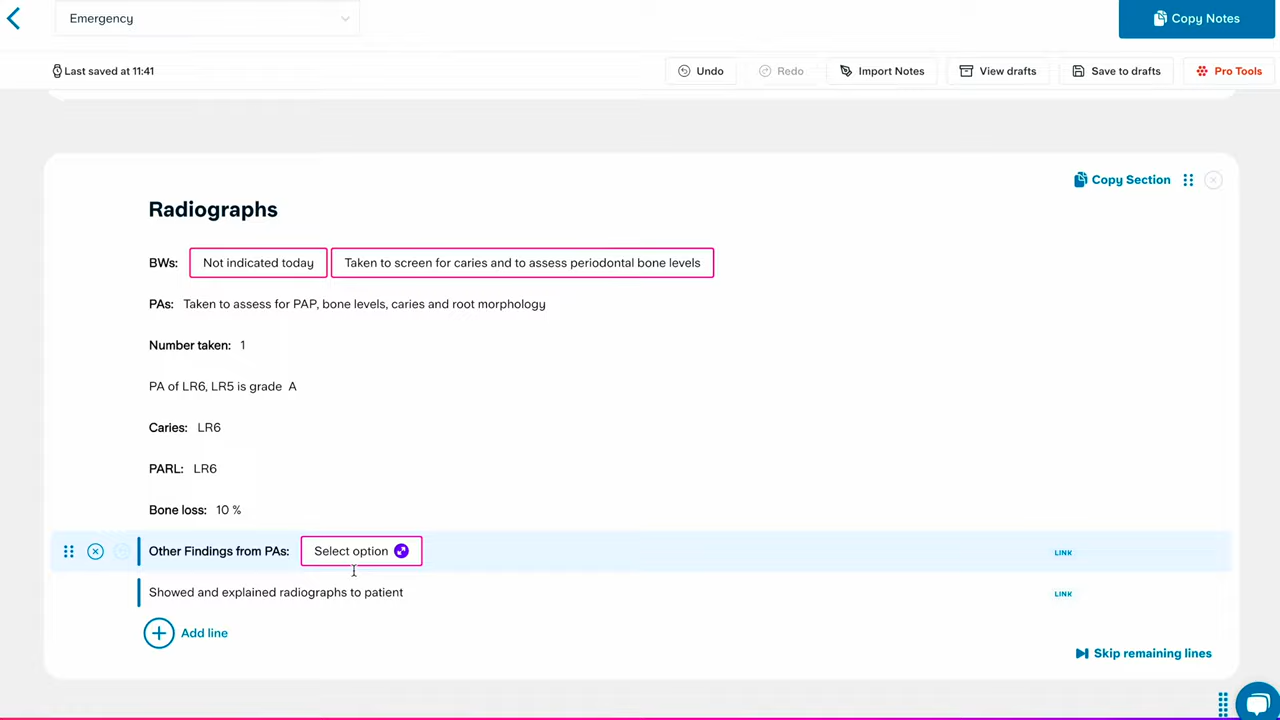 Emergency
Copy Notes
Last saved at 11:41
Undo
Redo
Import Notes
View drafts
Save to drafts
Pro Tools
Copy Section
Radiographs
BWs: Not indicated today Taken to screen for caries and to assess periodontal bone levels
PAs: Taken to assess for PAP, bone levels, caries and root morphology
Number taken: 1
PA of LR6, LR5 is grade A
Caries: LR6
PARL: LR6
Bone loss: 10 %
Other Findings from PAs: Select option LINK
Showed and explained radiographs to patient LINK
Add line
Skip remaining lines